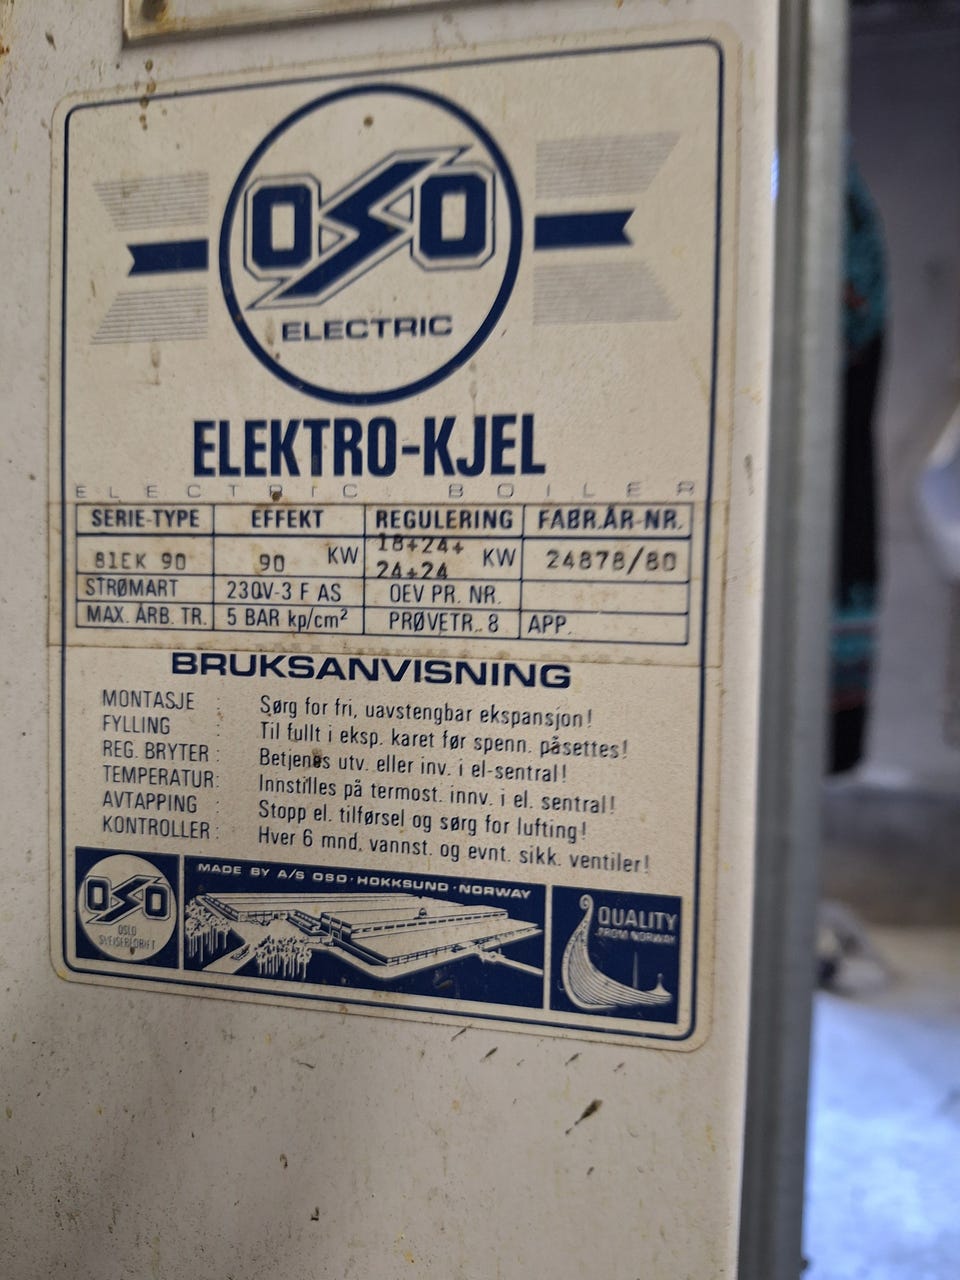 OSO
ELECTRIC
ELEKTRO-KJEL
ELECTRIC BOILER
SERIE-TYPE EFFEKT REGULERING FABR.ÅR-NR.
81EK 90 90 KW 18+24+ 24+24 KW 24878/80
STRØMART 230V-3 F AS OEV PR. NR.
MAX. ARB. TR. 5 BAR kp/cm² PRØVETR. 8 APP.
BRUKSANVISNING
MONTASJE : Sørg for fri, uavstengbar ekspansjon!
FYLLING : Til fullt i eksp. karet før spenn. påsettes!
REG. BRYTER : Betjenes utv. eller inv. i el-sentral!
TEMPERATUR : Innstilles på termost. innv. i el. sentral!
AVTAPPING : Stopp el. tilførsel og sørg for lufting!
KONTROLLER : Hver 6 mnd. vannst. og evnt. sikk. ventiler!
OSO
OSLO
MADE BY A/S OSO·HOKKSUND·NORWAY
QUALITY
FROM NORWAY